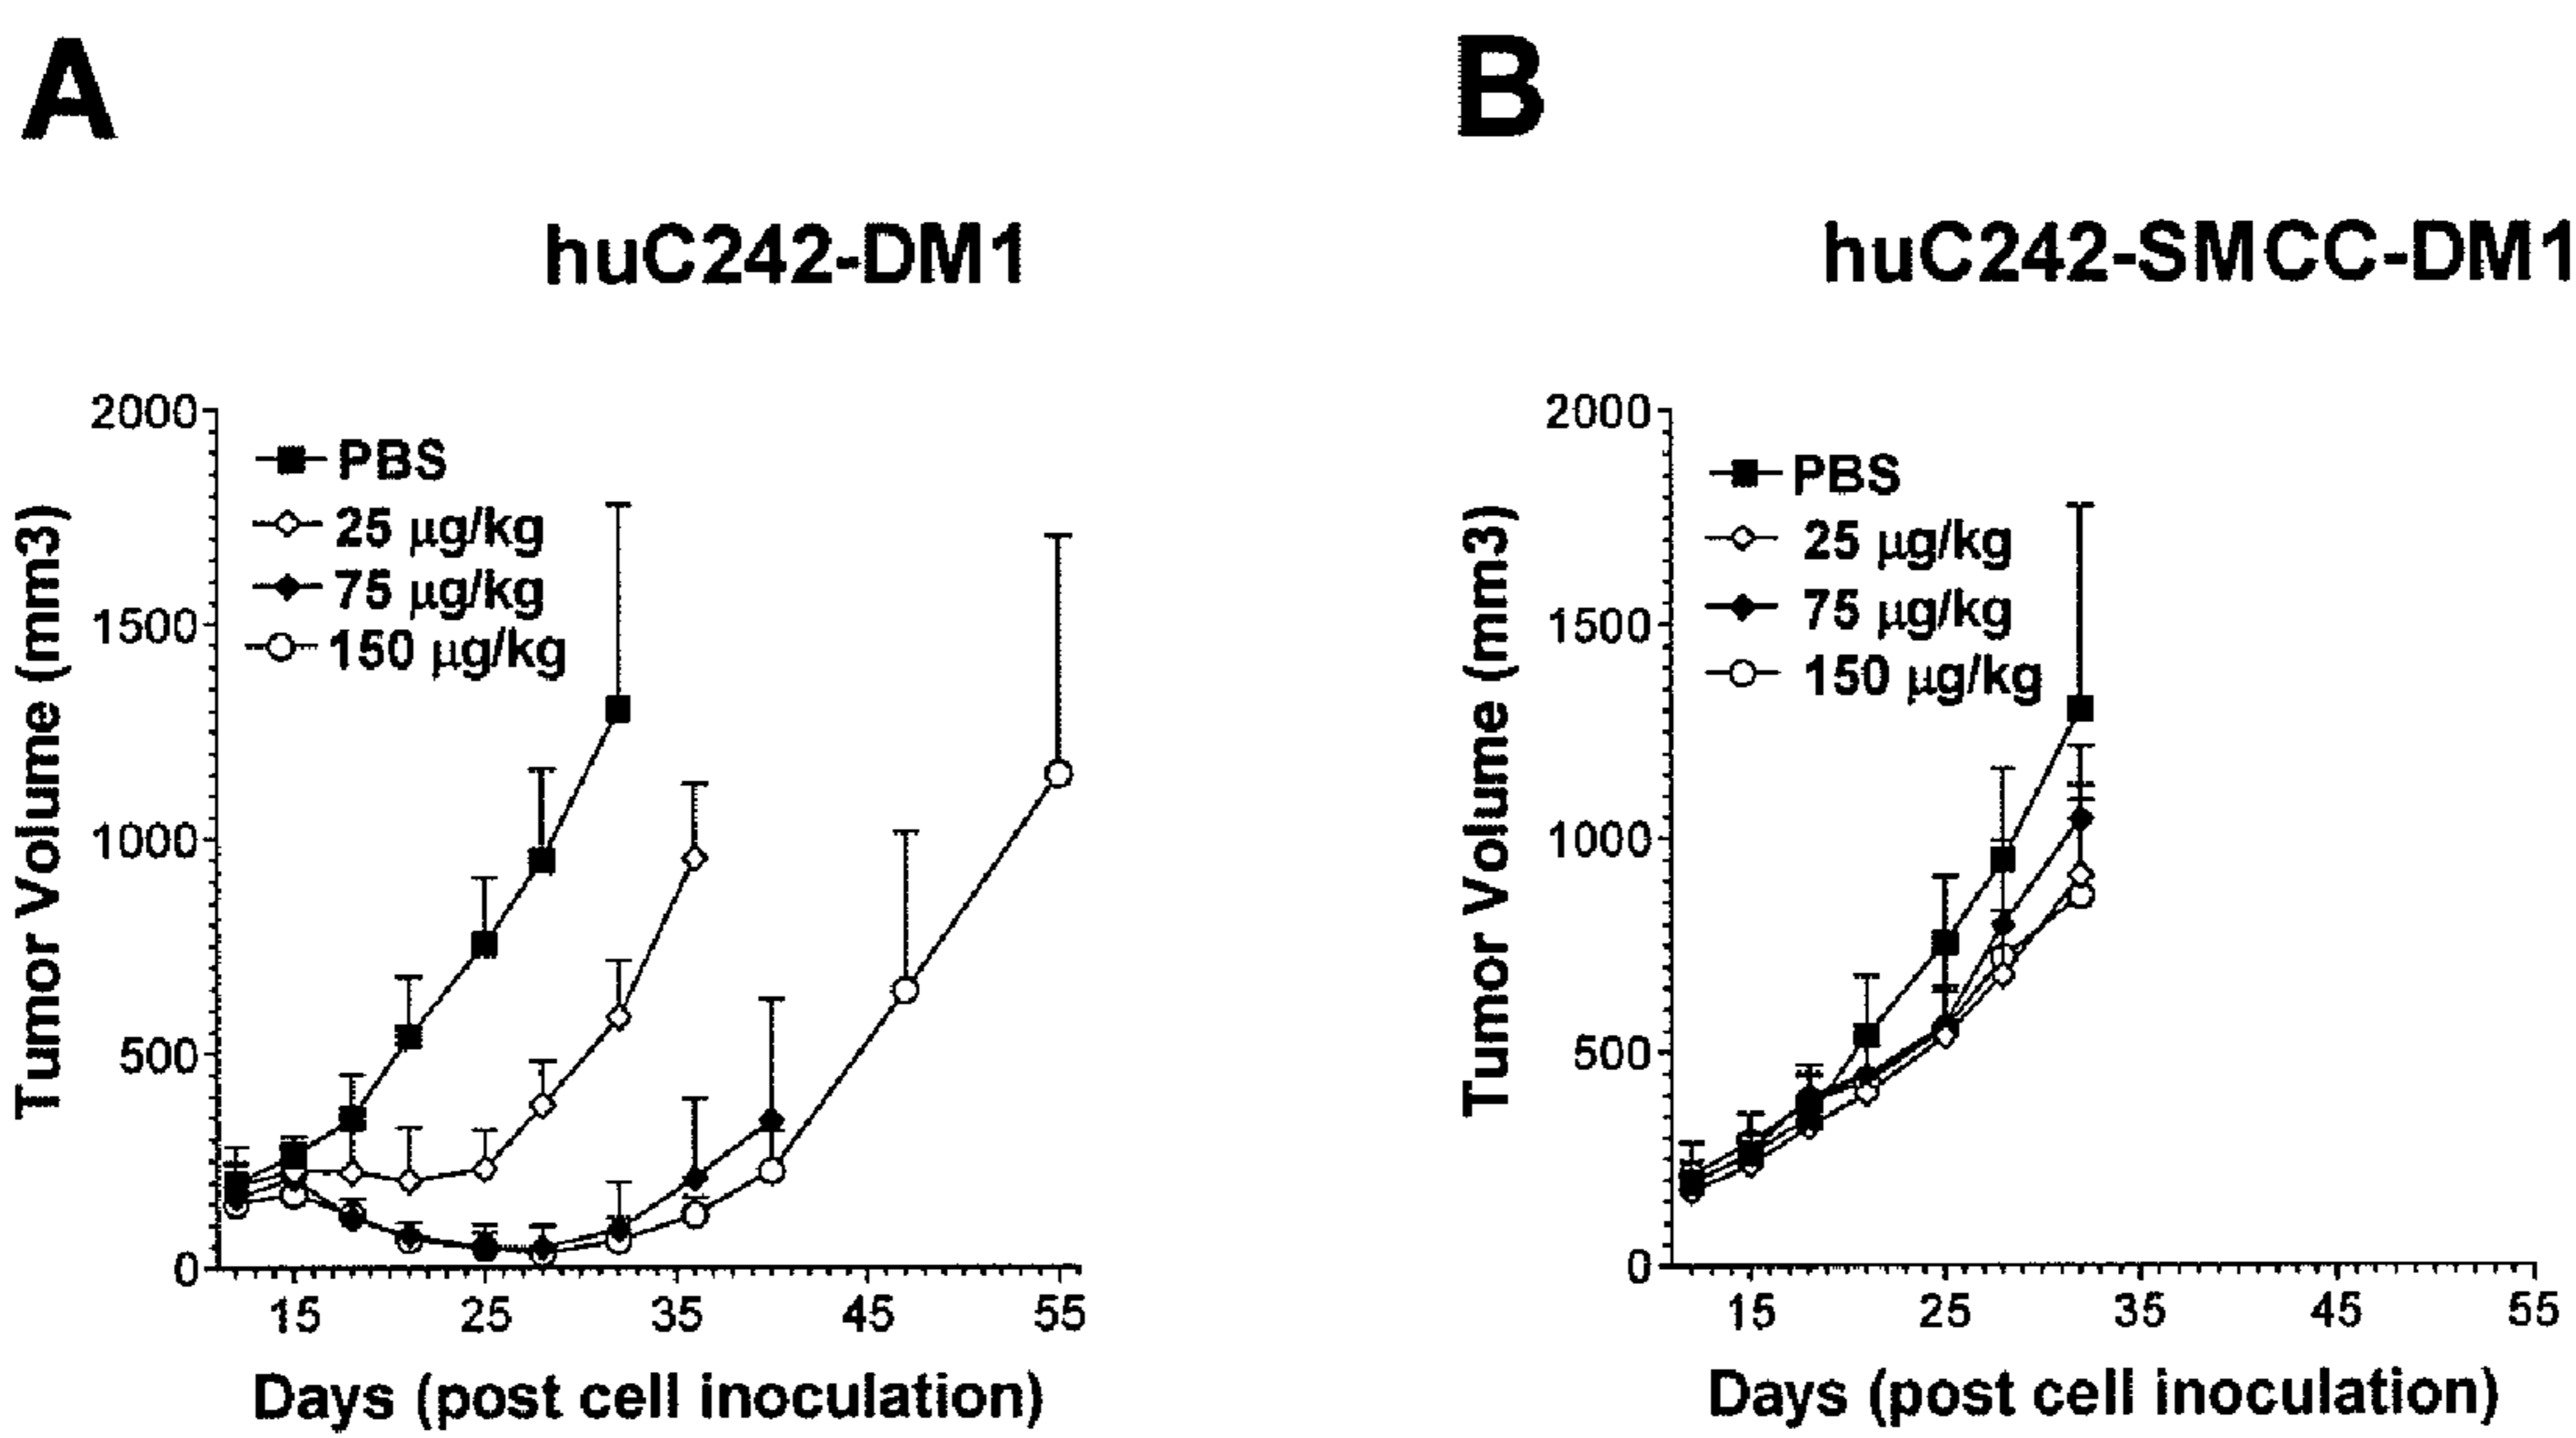 A
huC242-DM1
Tumor Volume (mm3)
2000
1500
1000
500
0
PBS
25 μg/kg
75 μg/kg
150 μg/kg
15 25 35 45 55
Days (post cell inoculation)
B
huC242-SMCC-DM1
Tumor Volume (mm3)
2000
1500
1000
500
0
PBS
25 μg/kg
75 μg/kg
150 μg/kg
15 25 35 45 55
Days (post cell inoculation)